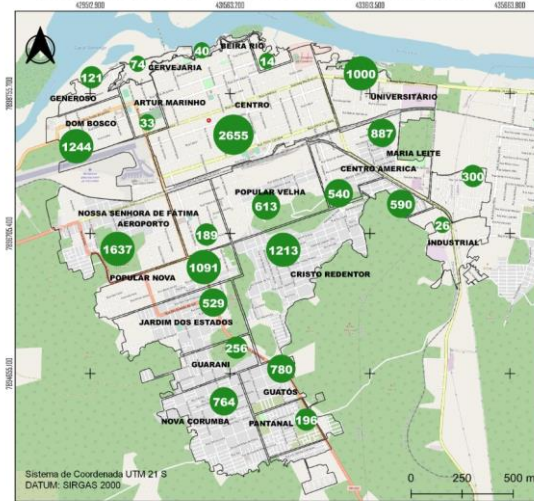 40
BEIRA RIO
74
CERVEJARIA
14
121
1000
GENEROSO
ARTUR MARINHO
CENTRO
UNIVERSITÁRIO
DOM BOSCO
33
1244
2655
887
MARIA LEITE
CENTRO AMERICA
300
POPULAR VELHA
540
590
613
NOSSA SENHORA DE FÁTIMA
AEROPORTO
189
26
INDUSTRIAL
1637
1213
1091
POPULAR NOVA
CRISTO REDENTOR
529
JARDIM DOS ESTADOS
256
GUARANI
780
GUATÓS
764
NOVA CORUMBA
PANTANAL
196
Sistema de Coordenada UTM 21 S
DATUM: SIRGAS 2000
0 250 500 m